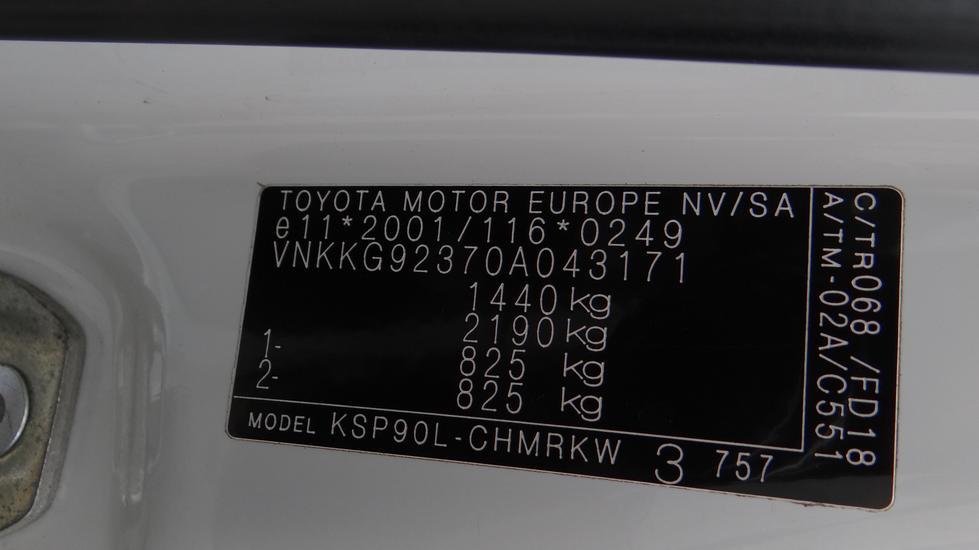 TOYOTA MOTOR EUROPE NV/SA
e11*2001/116*0249
VNKKG92370A043171
1440 kg
2190 kg
1- 825 kg
2- 825 kg
MODEL KSP90L-CHMRKW 3 757
C/TR068 /FD18
A/TM-02A/C551